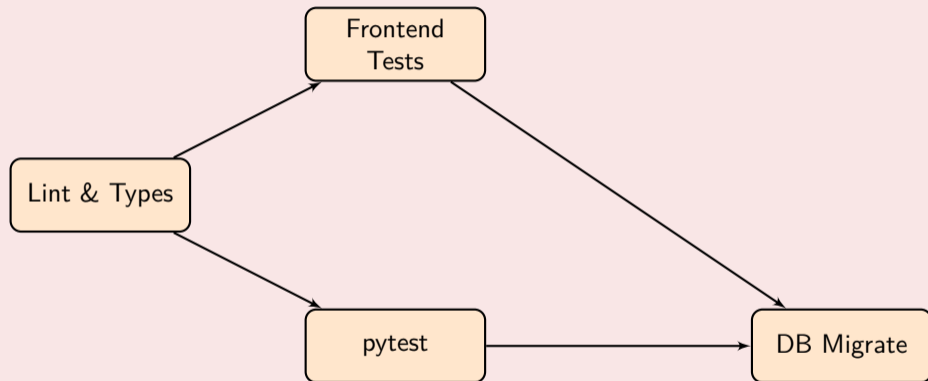 Frontend
Tests
Lint & Types
pytest
DB Migrate